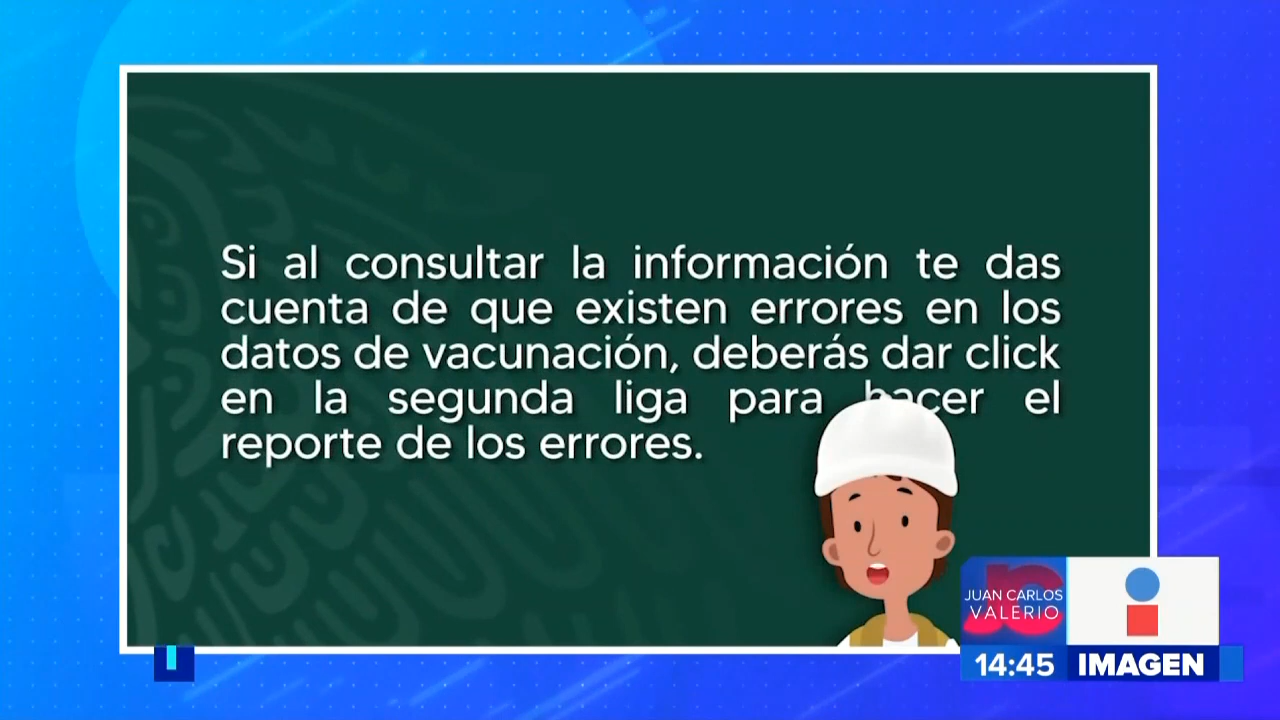 Si al consultar la información te das
cuenta de que existen errores en los
datos de vacunación, deberás dar click
en la segunda liga para hacer el
reporte de los errores.
JUAN CARLOS
VALERIO
14:45 IMAGEN